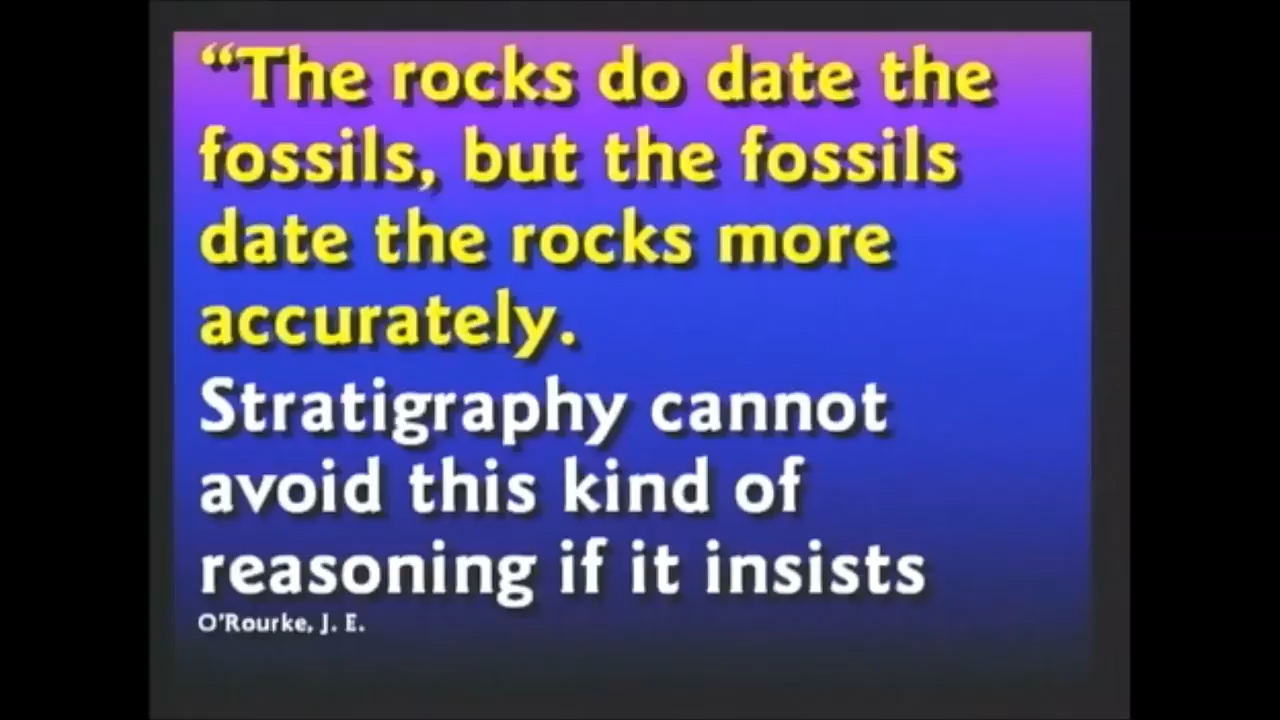 “The rocks do date the
fossils, but the fossils
date the rocks more
accurately.
Stratigraphy cannot
avoid this kind of
reasoning if it insists
O’Rourke, J. E.